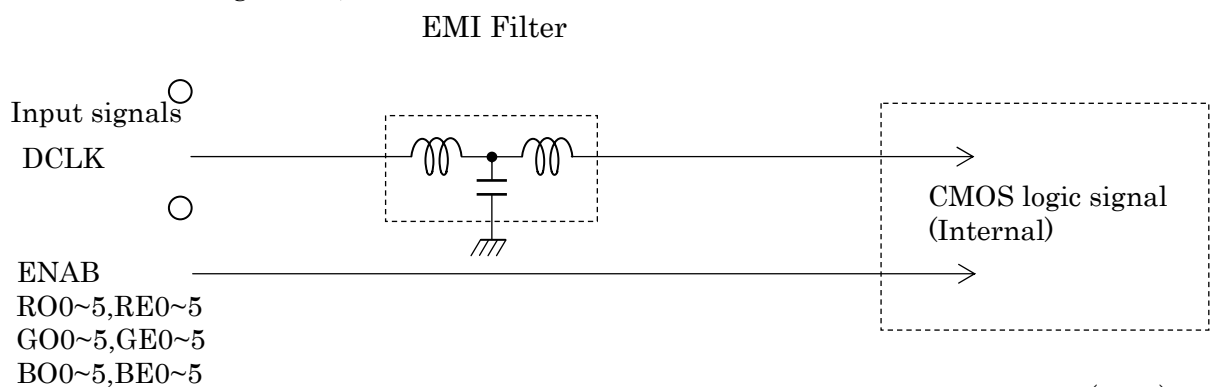 EMI Filter
Input signals
DCLK
CMOS logic signal
(Internal)
ENAB
RO0~5,RE0~5
GO0~5,GE0~5
BO0~5,BE0~5